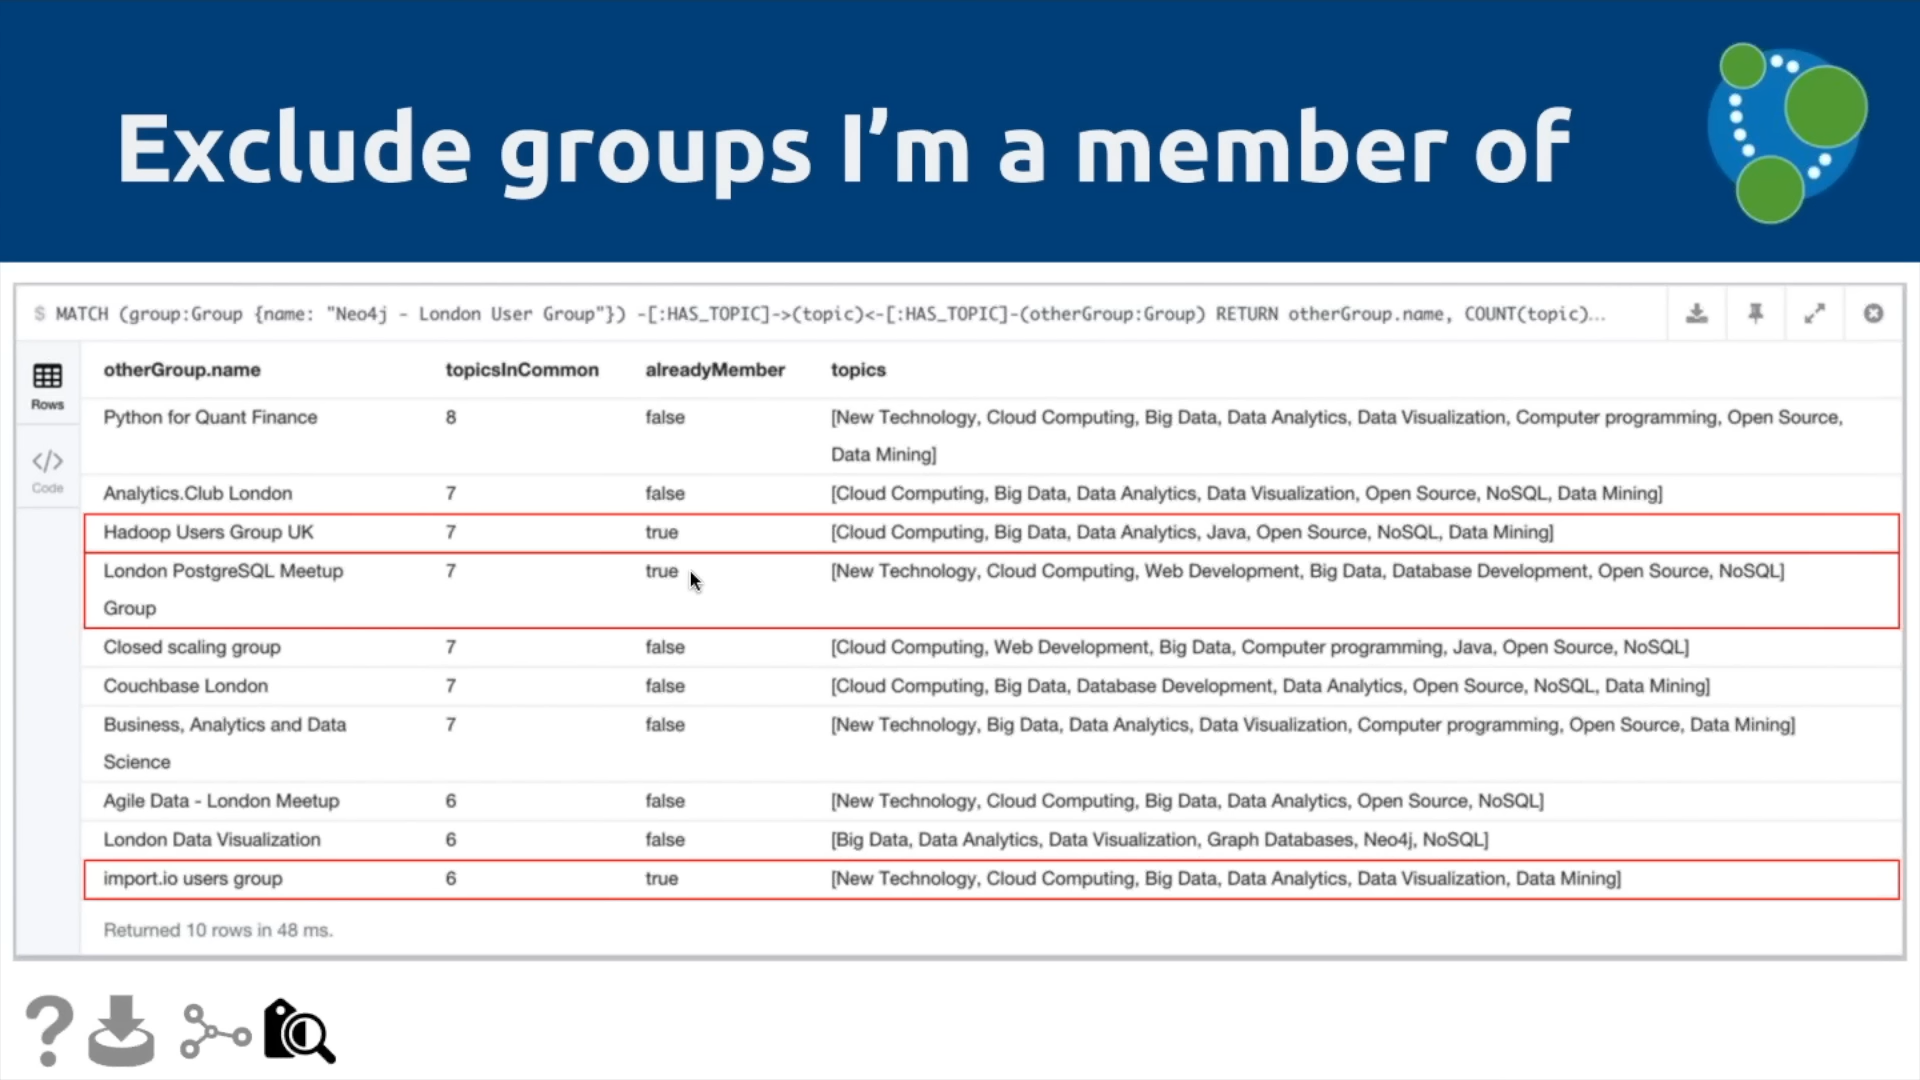 Exclude groups I’m a member of
$ MATCH (group:Group {name: "Neo4j - London User Group"}) -[:HAS_TOPIC]->(topic)<-[:HAS_TOPIC]-(otherGroup:Group) RETURN otherGroup.name, COUNT(topic)...
Rows
Code
otherGroup.name topicsInCommon alreadyMember topics
Python for Quant Finance 8 false [New Technology, Cloud Computing, Big Data, Data Analytics, Data Visualization, Computer programming, Open Source,
Data Mining]
Analytics.Club London 7 false [Cloud Computing, Big Data, Data Analytics, Data Visualization, Open Source, NoSQL, Data Mining]
Hadoop Users Group UK 7 true [Cloud Computing, Big Data, Data Analytics, Java, Open Source, NoSQL, Data Mining]
London PostgreSQL Meetup 7 true [New Technology, Cloud Computing, Web Development, Big Data, Database Development, Open Source, NoSQL]
Group
Closed scaling group 7 false [Cloud Computing, Web Development, Big Data, Computer programming, Java, Open Source, NoSQL]
Couchbase London 7 false [Cloud Computing, Big Data, Database Development, Data Analytics, Open Source, NoSQL, Data Mining]
Business, Analytics and Data 7 false [New Technology, Big Data, Data Analytics, Data Visualization, Computer programming, Open Source, Data Mining]
Science
Agile Data - London Meetup 6 false [New Technology, Cloud Computing, Big Data, Data Analytics, Open Source, NoSQL]
London Data Visualization 6 false [Big Data, Data Analytics, Data Visualization, Graph Databases, Neo4j, NoSQL]
import.io users group 6 true [New Technology, Cloud Computing, Big Data, Data Analytics, Data Visualization, Data Mining]
Returned 10 rows in 48 ms.